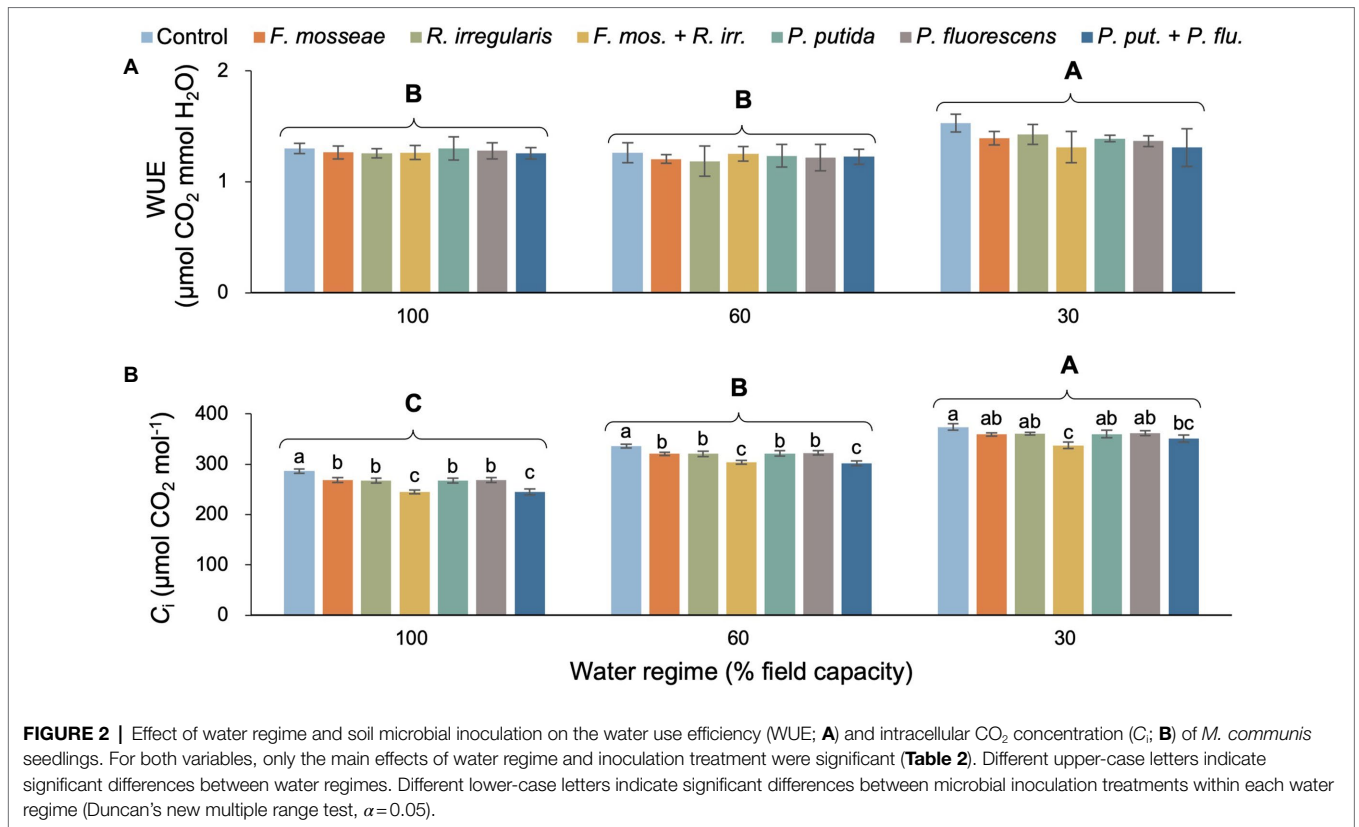 Control F. mosseae R. irregularis F. mos. + R. irr. P. putida P. fluorescens P. put. + P. flu.
A
2
1
0
WUE
(µmol CO₂ mmol H₂O)
B B A
100 60 30
B
400
300
200
100
0
Cᵢ (µmol CO₂ mol⁻¹)
C B A
a b b c b b c
a b b c b b c
a ab ab c ab ab bc
100 60 30
Water regime (% field capacity)
FIGURE 2 | Effect of water regime and soil microbial inoculation on the water use efficiency (WUE; A) and intracellular CO₂ concentration (Cᵢ; B) of M. communis
seedlings. For both variables, only the main effects of water regime and inoculation treatment were significant (Table 2). Different upper-case letters indicate
significant differences between water regimes. Different lower-case letters indicate significant differences between microbial inoculation treatments within each water
regime (Duncan's new multiple range test, α=0.05).